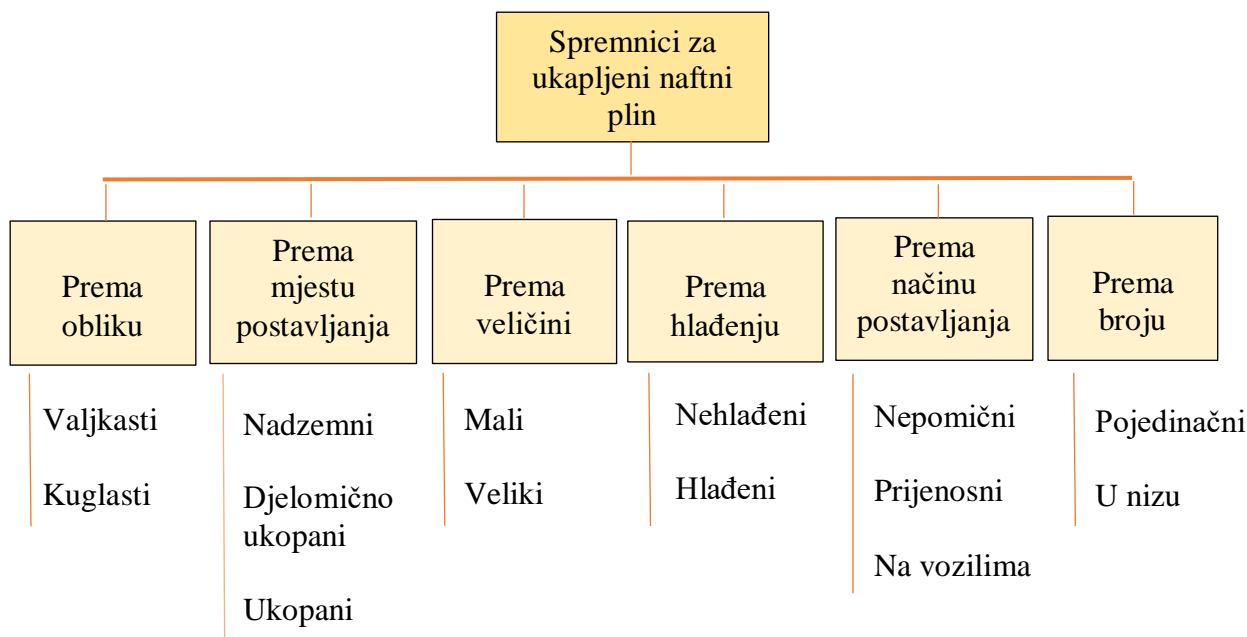 Spremnici za
ukapljeni naftni
plin
Prema
obliku
Prema
mjestu
postavljanja
Prema
veličini
Prema
hlađenju
Prema
načinu
postavljanja
Prema
broju
Valjkasti
Kuglasti
Nadzemni
Djelomično
ukopani
Ukopani
Mali
Veliki
Nehlađeni
Hlađeni
Nepomični
Prijenosni
Na vozilima
Pojedinačni
U nizu